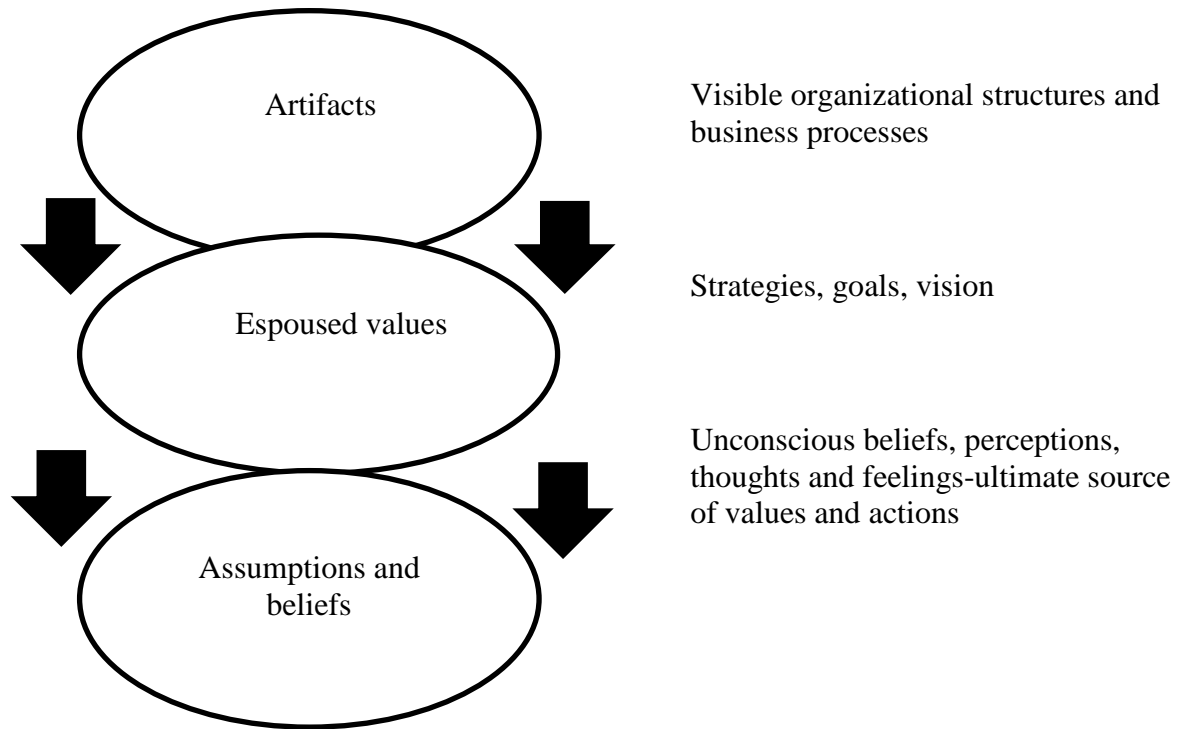 Artifacts
Visible organizational structures and
business processes
Espoused values
Strategies, goals, vision
Unconscious beliefs, perceptions,
thoughts and feelings-ultimate source
of values and actions
Assumptions and
beliefs